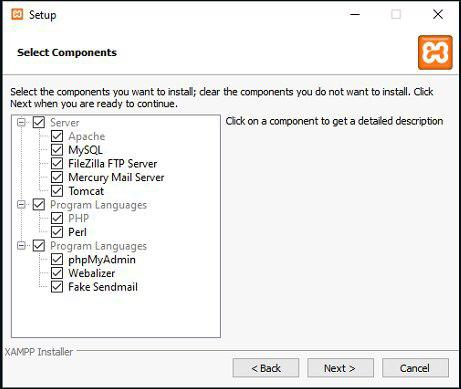 Setup
Select Components
Select the components you want to install; clear the components you do not want to install. Click
Next when you are ready to continue.
Server
Apache
MySQL
FileZilla FTP Server
Mercury Mail Server
Tomcat
Program Languages
PHP
Perl
Program Languages
phpMyAdmin
Webalizer
Fake Sendmail
Click on a component to get a detailed description
XAMPP Installer
< Back
Next >
Cancel